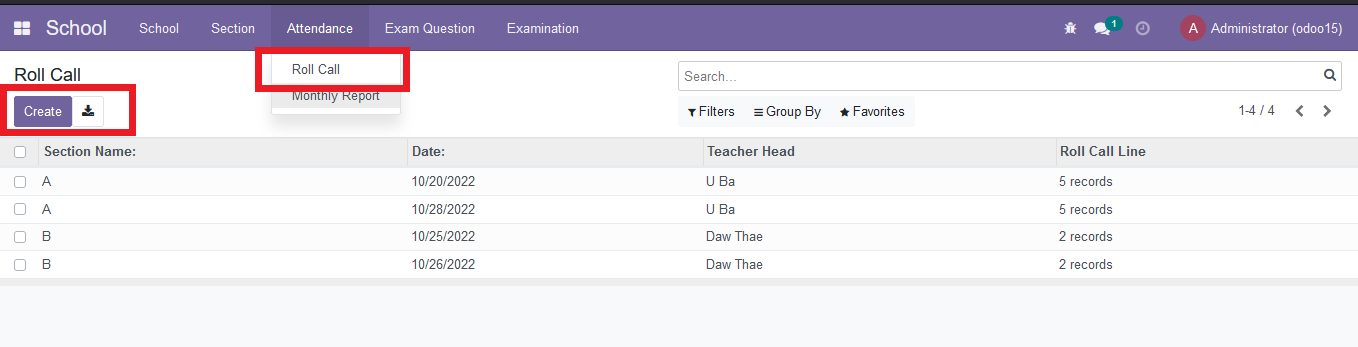 School School Section Attendance Exam Question Examination 1 A Administrator (odoo15)
Roll Call
Roll Call
Search...
Create
Monthly Report
Filters Group By Favorites 1-4 / 4
Section Name: Date: Teacher Head Roll Call Line
A 10/20/2022 U Ba 5 records
A 10/28/2022 U Ba 5 records
B 10/25/2022 Daw Thae 2 records
B 10/26/2022 Daw Thae 2 records